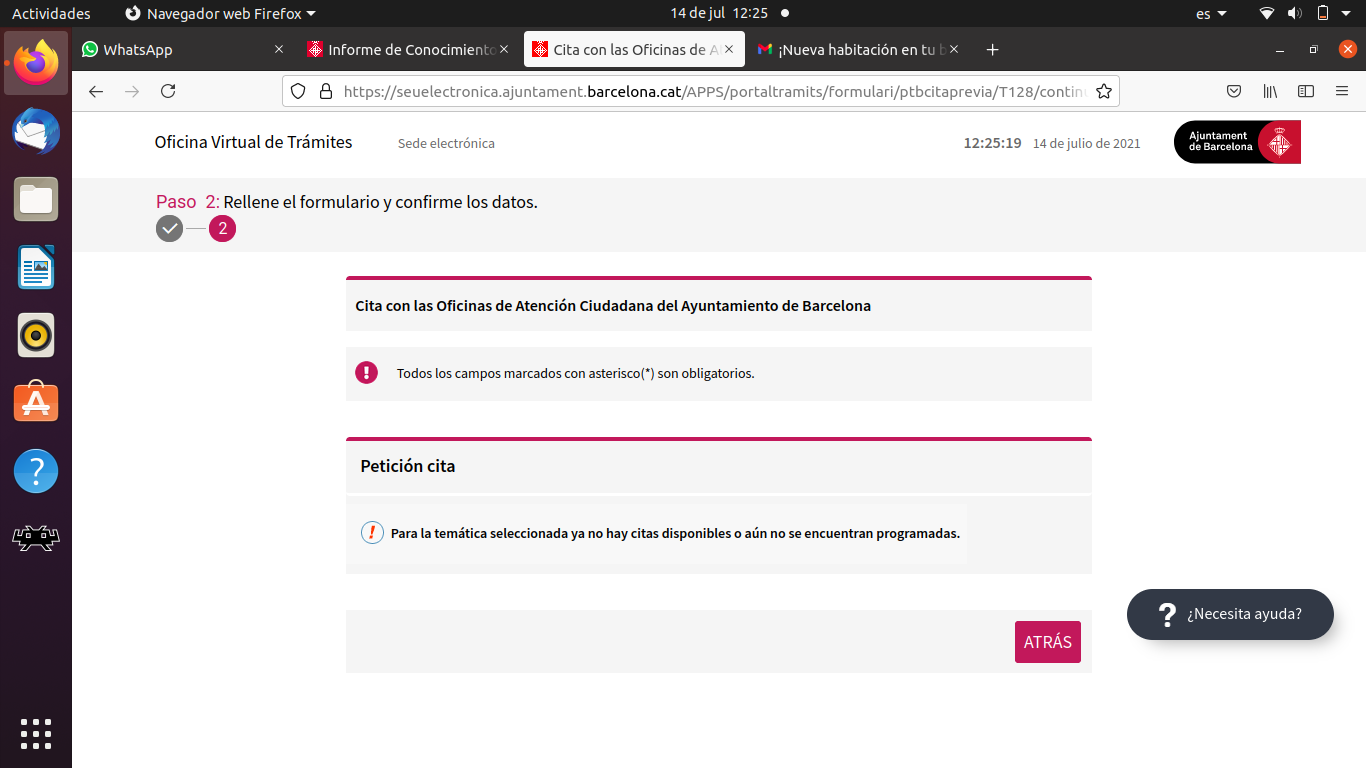 Actividades Navegador web Firefox 14 de jul 12:25 es
WhatsApp Informe de Conocimiento Cita con las Oficinas de A ¡Nueva habitación en tu b
https://seuelectronica.ajuntament.barcelona.cat/APPS/portaltramits/formulari/ptbcitaprevia/T128/contin
Oficina Virtual de Trámites Sede electrónica 12:25:19 14 de julio de 2021 Ajuntament
de Barcelona
Paso 2: Rellene el formulario y confirme los datos.
2
Cita con las Oficinas de Atención Ciudadana del Ayuntamiento de Barcelona
Todos los campos marcados con asterisco(*) son obligatorios.
Petición cita
Para la temática seleccionada ya no hay citas disponibles o aún no se encuentran programadas.
¿Necesita ayuda?
ATRÁS